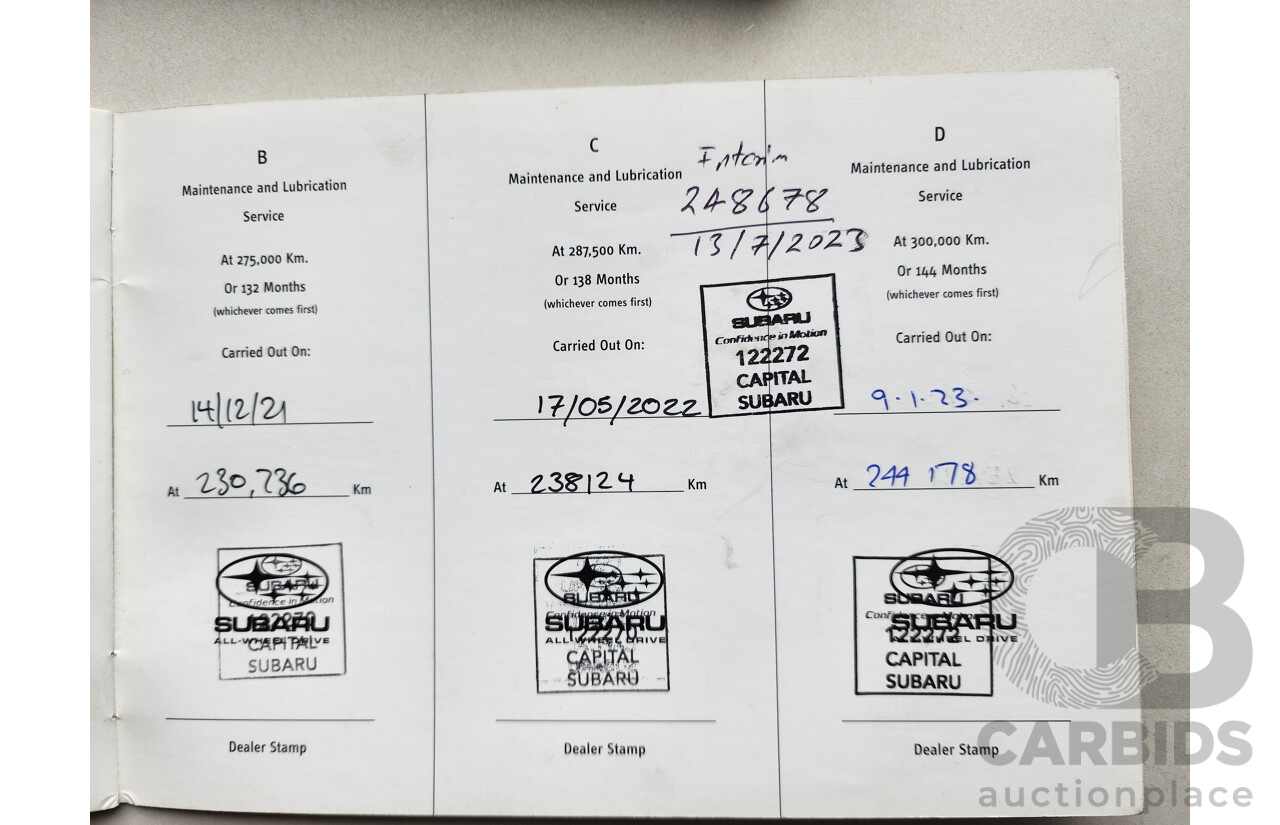 B
Maintenance and Lubrication
Service
At 275,000 Km.
Or 132 Months
(whichever comes first)
Carried Out On:
14/12/21
At 230,736 Km
SUBARU
Confidence in Motion
SUBARU
ALL-WHEEL DRIVE
CAPITAL
SUBARU
Dealer Stamp
C
Maintenance and Lubrication
Service
At 287,500 Km.
Or 138 Months
(whichever comes first)
Carried Out On:
17/05/2022
At 238124 Km
SUBARU
Confidence in Motion
SUBARU
ALL-WHEEL DRIVE
CAPITAL
SUBARU
Dealer Stamp
Interim
248678
13/7/2023
SUBARU
Confidence in Motion
122272
CAPITAL
SUBARU
D
Maintenance and Lubrication
Service
At 300,000 Km.
Or 144 Months
(whichever comes first)
Carried Out On:
9.1.23.
At 244 178 Km
SUBARU
SUBARU
122272
WHEEL DRIVE
CAPITAL
SUBARU
Dealer Stamp
CARBIDS
auctionplace